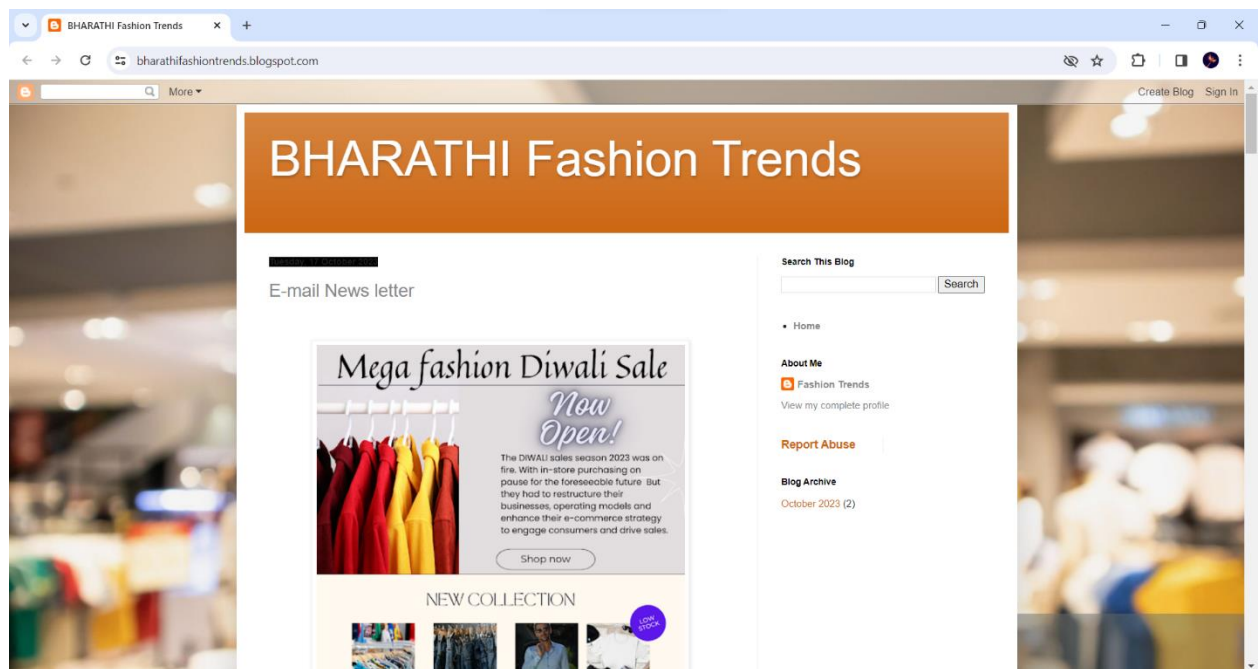 BHARATHI Fashion Trends
bharathifashiontrends.blogspot.com
More
Create Blog Sign In
BHARATHI Fashion Trends
Tuesday, 17 October 2023
E-mail News letter
Mega fashion Diwali Sale
Now
Open!
The DIWALI sales season 2023 was on
fire. With in-store purchasing on
pause for the foreseeable future But
they had to restructure their
businesses, operating models and
enhance their e-commerce strategy
to engage consumers and drive sales.
Shop now
NEW COLLECTION
LOW
STOCK
Search This Blog
Search
Home
About Me
Fashion Trends
View my complete profile
Report Abuse
Blog Archive
October 2023 (2)